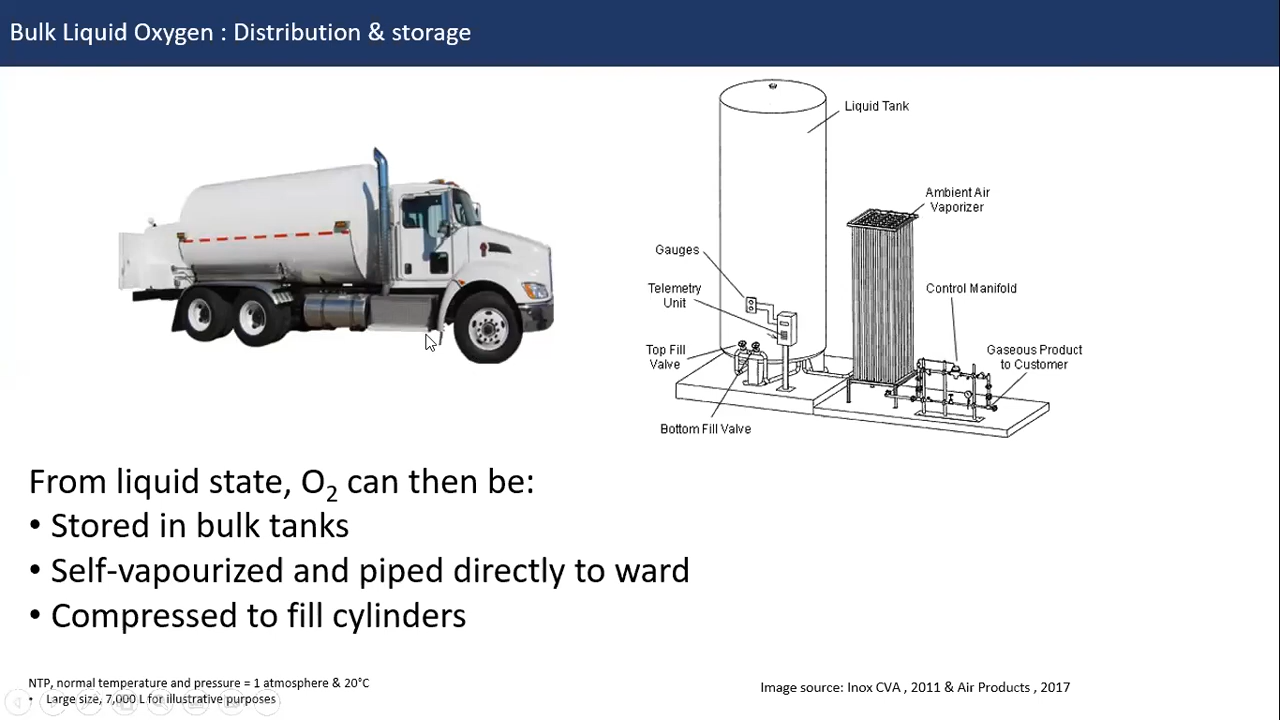 Bulk Liquid Oxygen : Distribution & storage
Liquid Tank
Ambient Air
Vaporizer
Gauges
Telemetry
Unit
Control Manifold
Top Fill
Valve
Gaseous Product
to Customer
Bottom Fill Valve
From liquid state, O₂ can then be:
• Stored in bulk tanks
• Self-vapourized and piped directly to ward
• Compressed to fill cylinders
NTP, normal temperature and pressure = 1 atmosphere & 20°C
• Large size, 7,000 L for illustrative purposes
Image source: Inox CVA , 2011 & Air Products , 2017